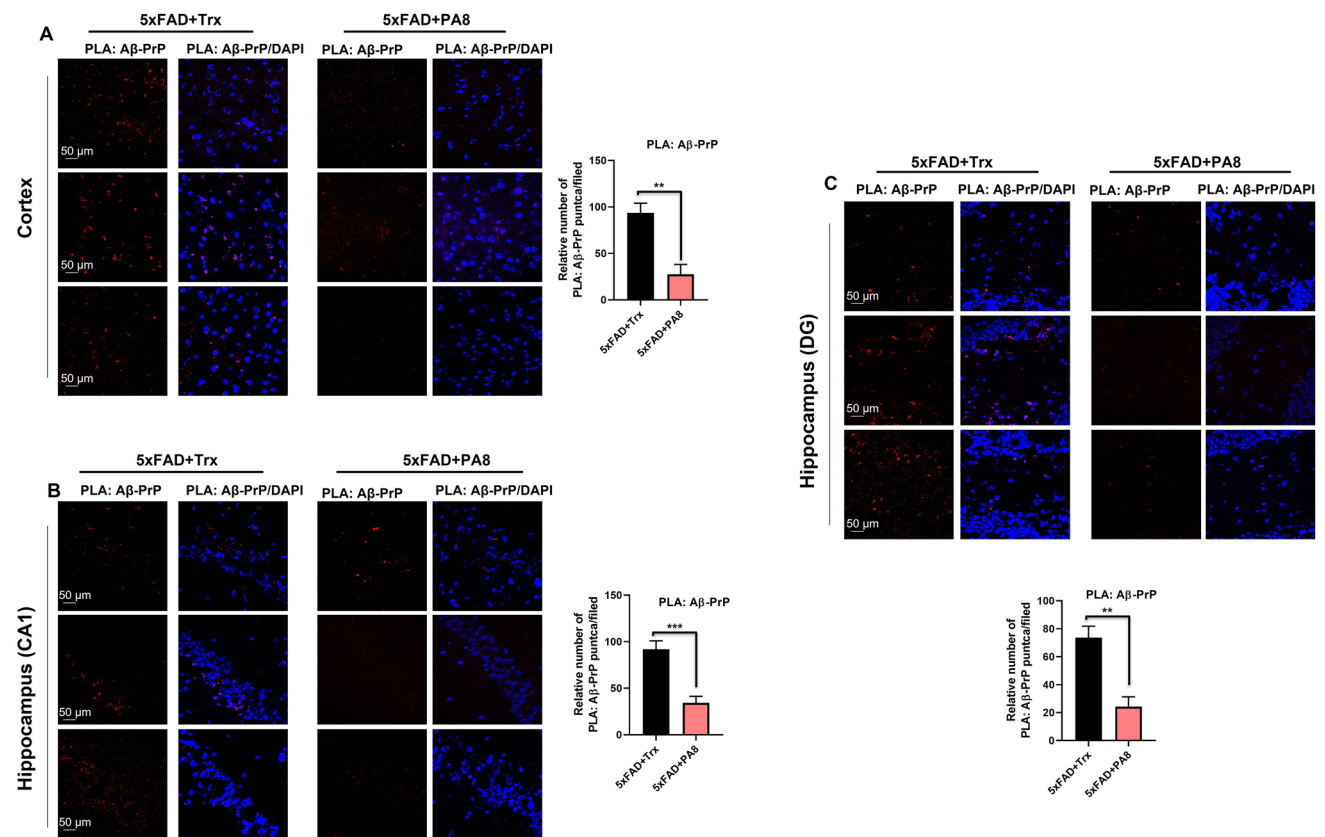 A
5xFAD+Trx
5xFAD+PA8
PLA: Aβ-PrP
PLA: Aβ-PrP/DAPI
PLA: Aβ-PrP
PLA: Aβ-PrP/DAPI
Cortex
50 μm
50 μm
50 μm
PLA: Aβ-PrP
Relative number of
PLA: Aβ-PrP puntca/filed
150
100
50
0
**
5xFAD+Trx
5xFAD+PA8
B
5xFAD+Trx
5xFAD+PA8
PLA: Aβ-PrP
PLA: Aβ-PrP/DAPI
PLA: Aβ-PrP
PLA: Aβ-PrP/DAPI
Hippocampus (CA1)
50 μm
50 μm
50 μm
PLA: Aβ-PrP
Relative number of
PLA: Aβ-PrP puntca/filed
150
100
50
0
***
5xFAD+Trx
5xFAD+PA8
C
5xFAD+Trx
5xFAD+PA8
PLA: Aβ-PrP
PLA: Aβ-PrP/DAPI
PLA: Aβ-PrP
PLA: Aβ-PrP/DAPI
Hippocampus (DG)
50 μm
50 μm
50 μm
PLA: Aβ-PrP
Relative number of
PLA: Aβ-PrP puntca/filed
80
60
40
20
0
**
5xFAD+Trx
5xFAD+PA8